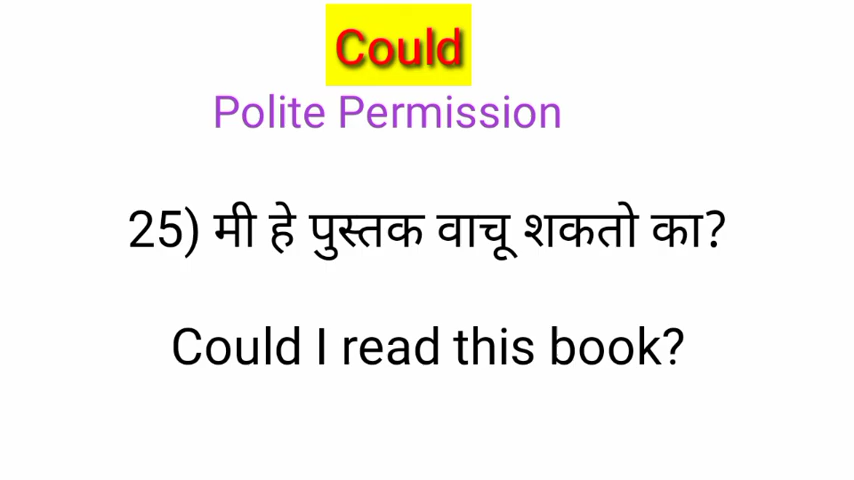 Could
Polite Permission
25) मी हे पुस्तक वाचू शकतो का?
Could I read this book?